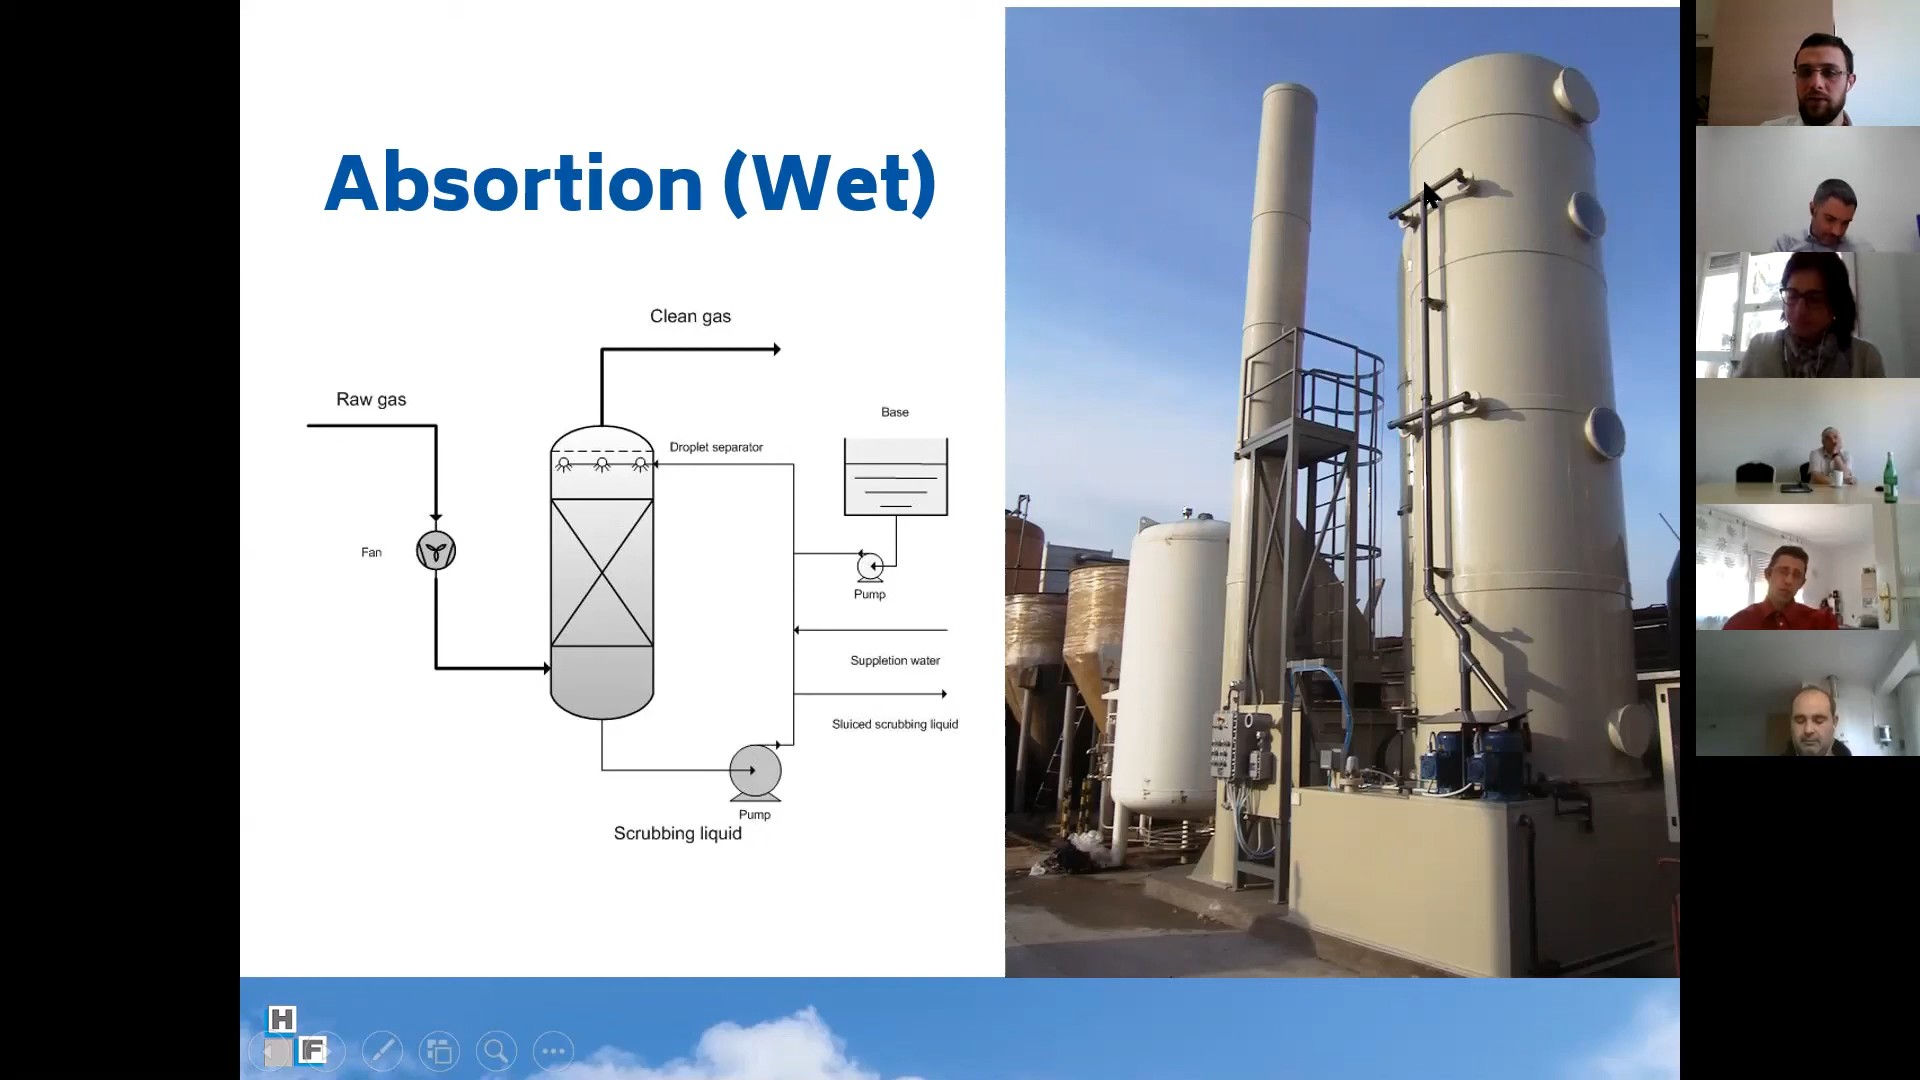 Absortion (Wet)
Clean gas
Raw gas
Base
Droplet separator
Fan
Pump
Suppletion water
Sluiced scrubbing liquid
Pump
Scrubbing liquid
H
F